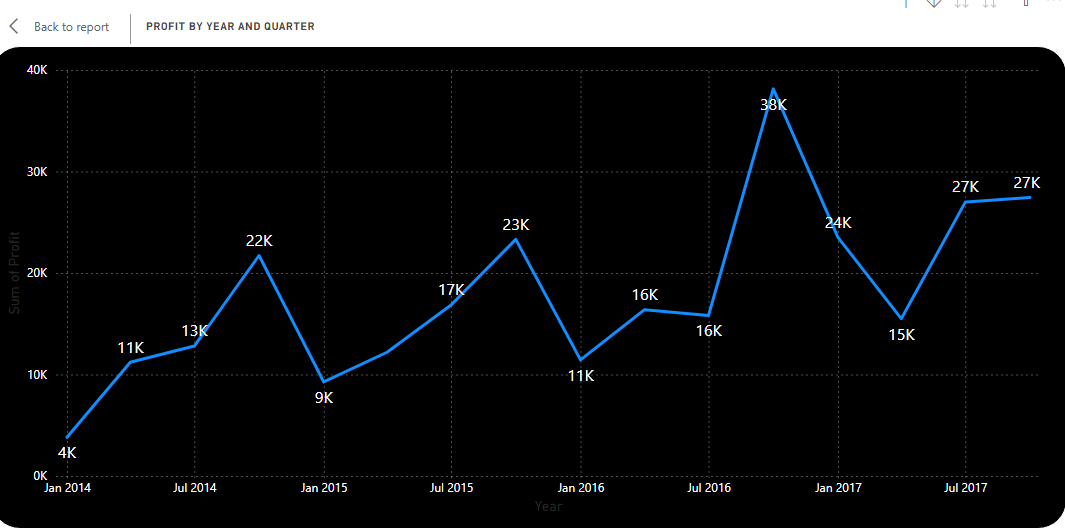 Back to report
PROFIT BY YEAR AND QUARTER
40K
30K
20K
10K
0K
Sum of Profit
4K
11K
13K
22K
9K
17K
23K
11K
16K
16K
38K
24K
15K
27K
27K
Jan 2014
Jul 2014
Jan 2015
Jul 2015
Jan 2016
Jul 2016
Jan 2017
Jul 2017
Year